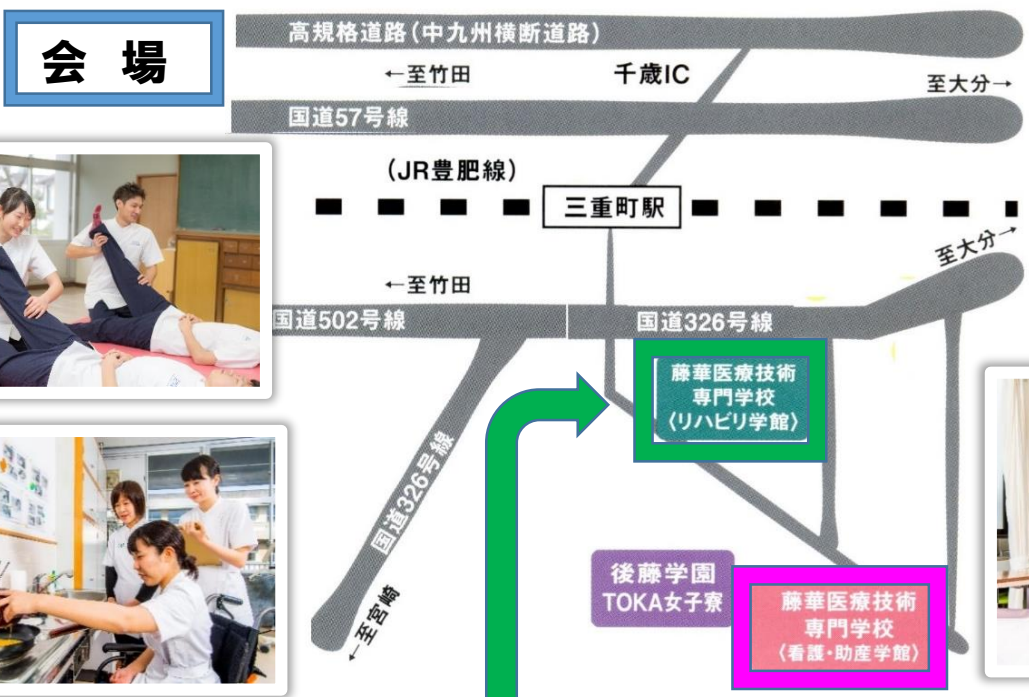 会場
高規格道路（中九州横断道路）
←至竹田
千歳IC
至大分→
国道57号線
（JR豊肥線）
三重町駅
至大分→
←至竹田
国道502号線
国道326号線
藤華医療技術
専門学校
〈リハビリ学館〉
国道326号線
←至宮崎
後藤学園
TOKA女子寮
藤華医療技術
専門学校
〈看護・助産学館〉